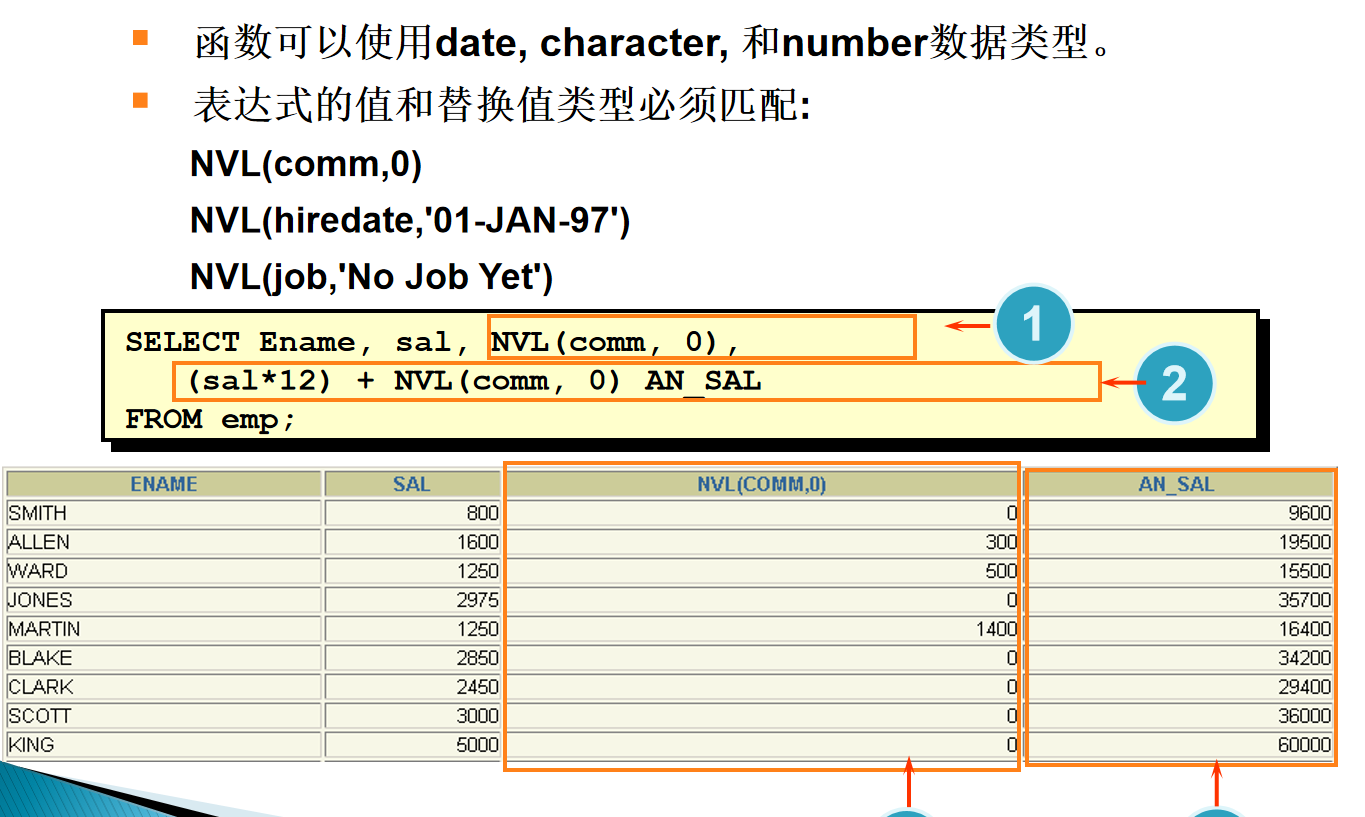 函数可以使用date, character, 和number数据类型。
表达式的值和替换值类型必须匹配:
NVL(comm,0)
NVL(hiredate,'01-JAN-97')
NVL(job,'No Job Yet')
SELECT Ename, sal, NVL(comm, 0),
(sal*12) + NVL(comm, 0) AN_SAL
FROM emp;
1
2
ENAME SAL NVL(COMM,0) AN_SAL
SMITH 800 0 9600
ALLEN 1600 300 19500
WARD 1250 500 15500
JONES 2975 0 35700
MARTIN 1250 1400 16400
BLAKE 2850 0 34200
CLARK 2450 0 29400
SCOTT 3000 0 36000
KING 5000 0 60000